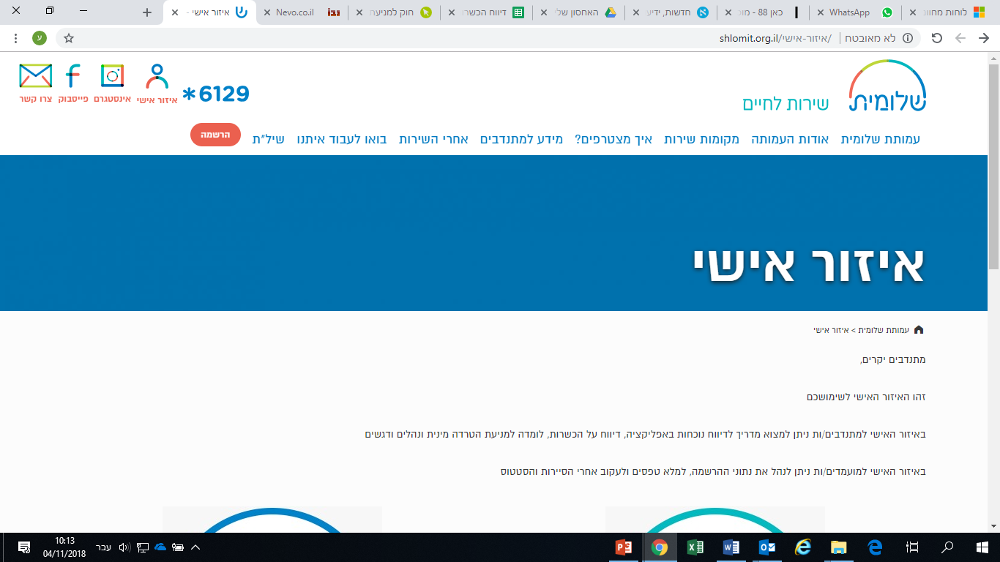 לוחות מחוונ
WhatsApp
כאן 88 - מוג
חדשות, ידיע
האחסון שלי
דיווח הכשרו
חוק למניעת
Nevo.co.il
איזור אישי -
לא מאובטח
shlomit.org.il/איזור-אישי/
ע
שלומית
שירות לחיים
*6129
איזור אישי
אינסטגרם
פייסבוק
צרו קשר
עמותת שלומית
אודות העמותה
מקומות שירות
איך מצטרפים?
מידע למתנדבים
אחרי השירות
בואו לעבוד איתנו
שיל"ת
הרשמה
איזור אישי
עמותת שלומית > איזור אישי
מתנדבים יקרים,
זהו האיזור האישי לשימושכם
באיזור האישי למתנדבים/ות ניתן למצוא מדריך לדיווח נוכחות באפליקציה, דיווח על הכשרות, לומדה למניעת הטרדה מינית ונהלים ודגשים
באיזור האישי למועמדים/ות ניתן לנהל את נתוני ההרשמה, למלא טפסים ולעקוב אחרי הסיירות והסטטוס
עבר
10:13
04/11/2018